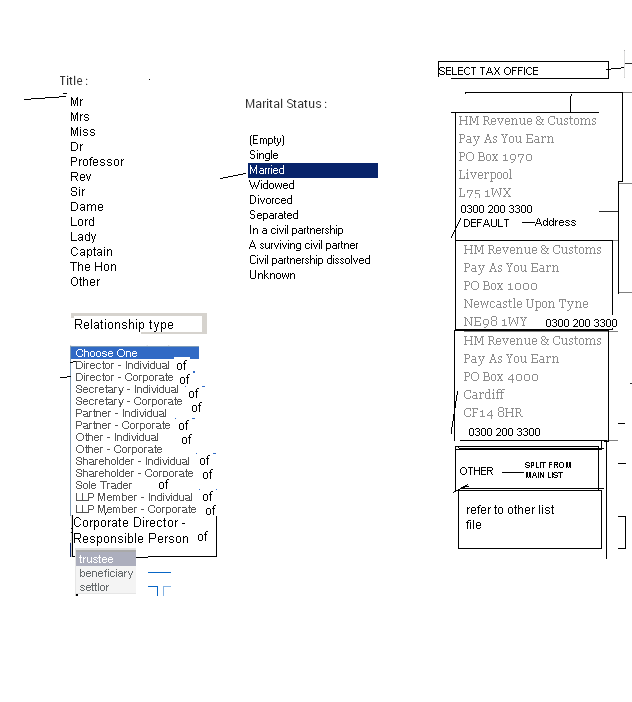 Title :
Mr
Mrs
Miss
Dr
Professor
Rev
Sir
Dame
Lord
Lady
Captain
The Hon
Other
Marital Status :
(Empty)
Single
Married
Widowed
Divorced
Separated
In a civil partnership
A surviving civil partner
Civil partnership dissolved
Unknown
Relationship type
Choose One
Director - Individual of
Director - Corporate of
Secretary - Individual of
Secretary - Corporate of
Partner - Individual of
Partner - Corporate of
Other - Individual of
Other - Corporate
Shareholder - Individual of
Shareholder - Corporate of
Sole Trader of
LLP Member - Individual of
LLP Member - Corporate of
Corporate Director -
Responsible Person of
trustee
beneficiary
settlor
SELECT TAX OFFICE
HM Revenue & Customs
Pay As You Earn
PO Box 1970
Liverpool
L75 1WX
0300 200 3300
DEFAULT Address
HM Revenue & Customs
Pay As You Earn
PO Box 1000
Newcastle Upon Tyne
NE98 1WY 0300 200 3300
HM Revenue & Customs
Pay As You Earn
PO Box 4000
Cardiff
CF14 8HR
0300 200 3300
OTHER SPLIT FROM
MAIN LIST
refer to other list
file